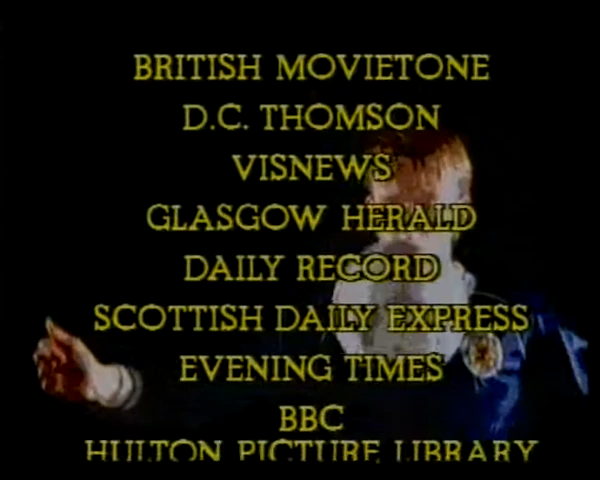 BRITISH MOVIETONE
D.C. THOMSON
VISNEWS
GLASGOW HERALD
DAILY RECORD
SCOTTISH DAILY EXPRESS
EVENING TIMES
BBC
HULTON PICTURE LIBRARY